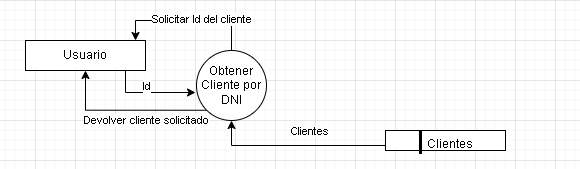 Solicitar Id del cliente
Usuario
Obtener
Cliente por
DNI
Id
Devolver cliente solicitado
Clientes
Clientes